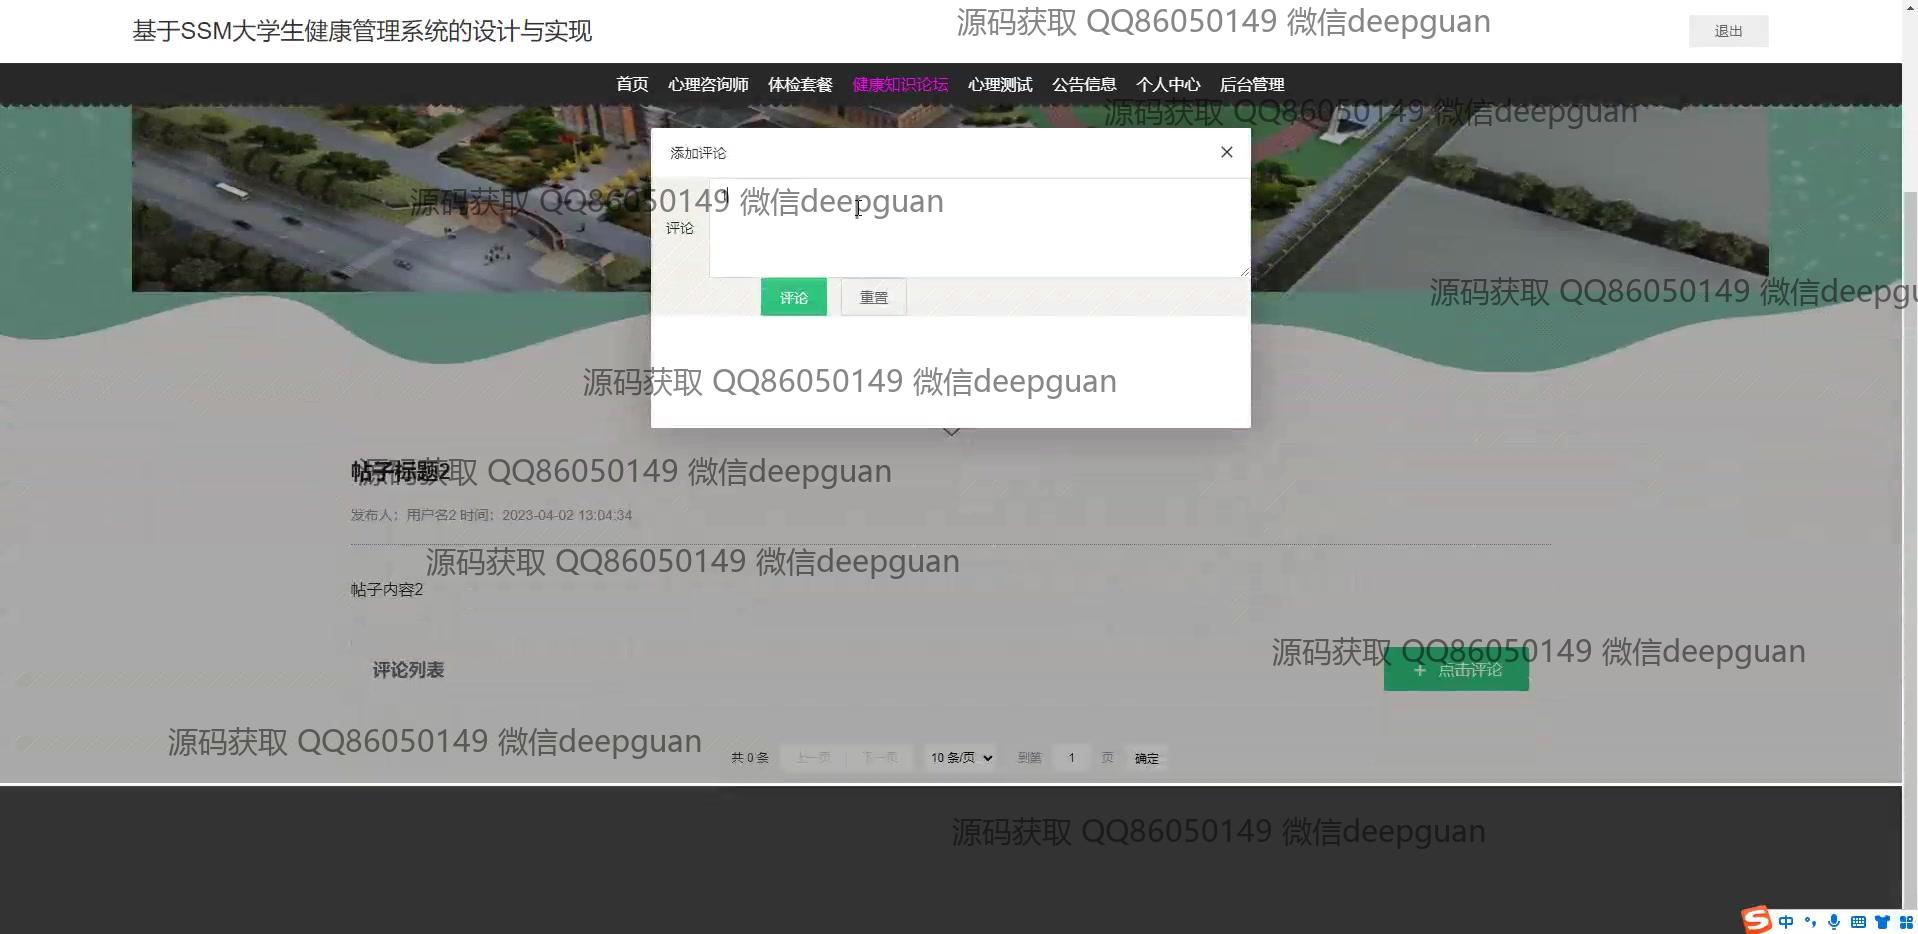 基于SSM大学生健康管理系统的设计与实现
源码获取 QQ86050149 微信deepguan
退出
首页 心理咨询师 体检套餐 健康知识论坛 心理测试 公告信息 个人中心 后台管理
源码获取 QQ86050149 微信deepguan
添加评论
源码获取 QQ86050149 微信deepguan
评论
源码获取 QQ86050149 微信deepgu
评论 重置
源码获取 QQ86050149 微信deepguan
帖子标题2
源码获取 QQ86050149 微信deepguan
发布人：用户名2 时间：2023-04-02 13:04:34
源码获取 QQ86050149 微信deepguan
帖子内容2
源码获取 QQ86050149 微信deepguan
评论列表
+ 点击评论
源码获取 QQ86050149 微信deepguan
共 0 条 上一页 下一页 10 条/页 到第 1 页 确定
源码获取 QQ86050149 微信deepguan
中